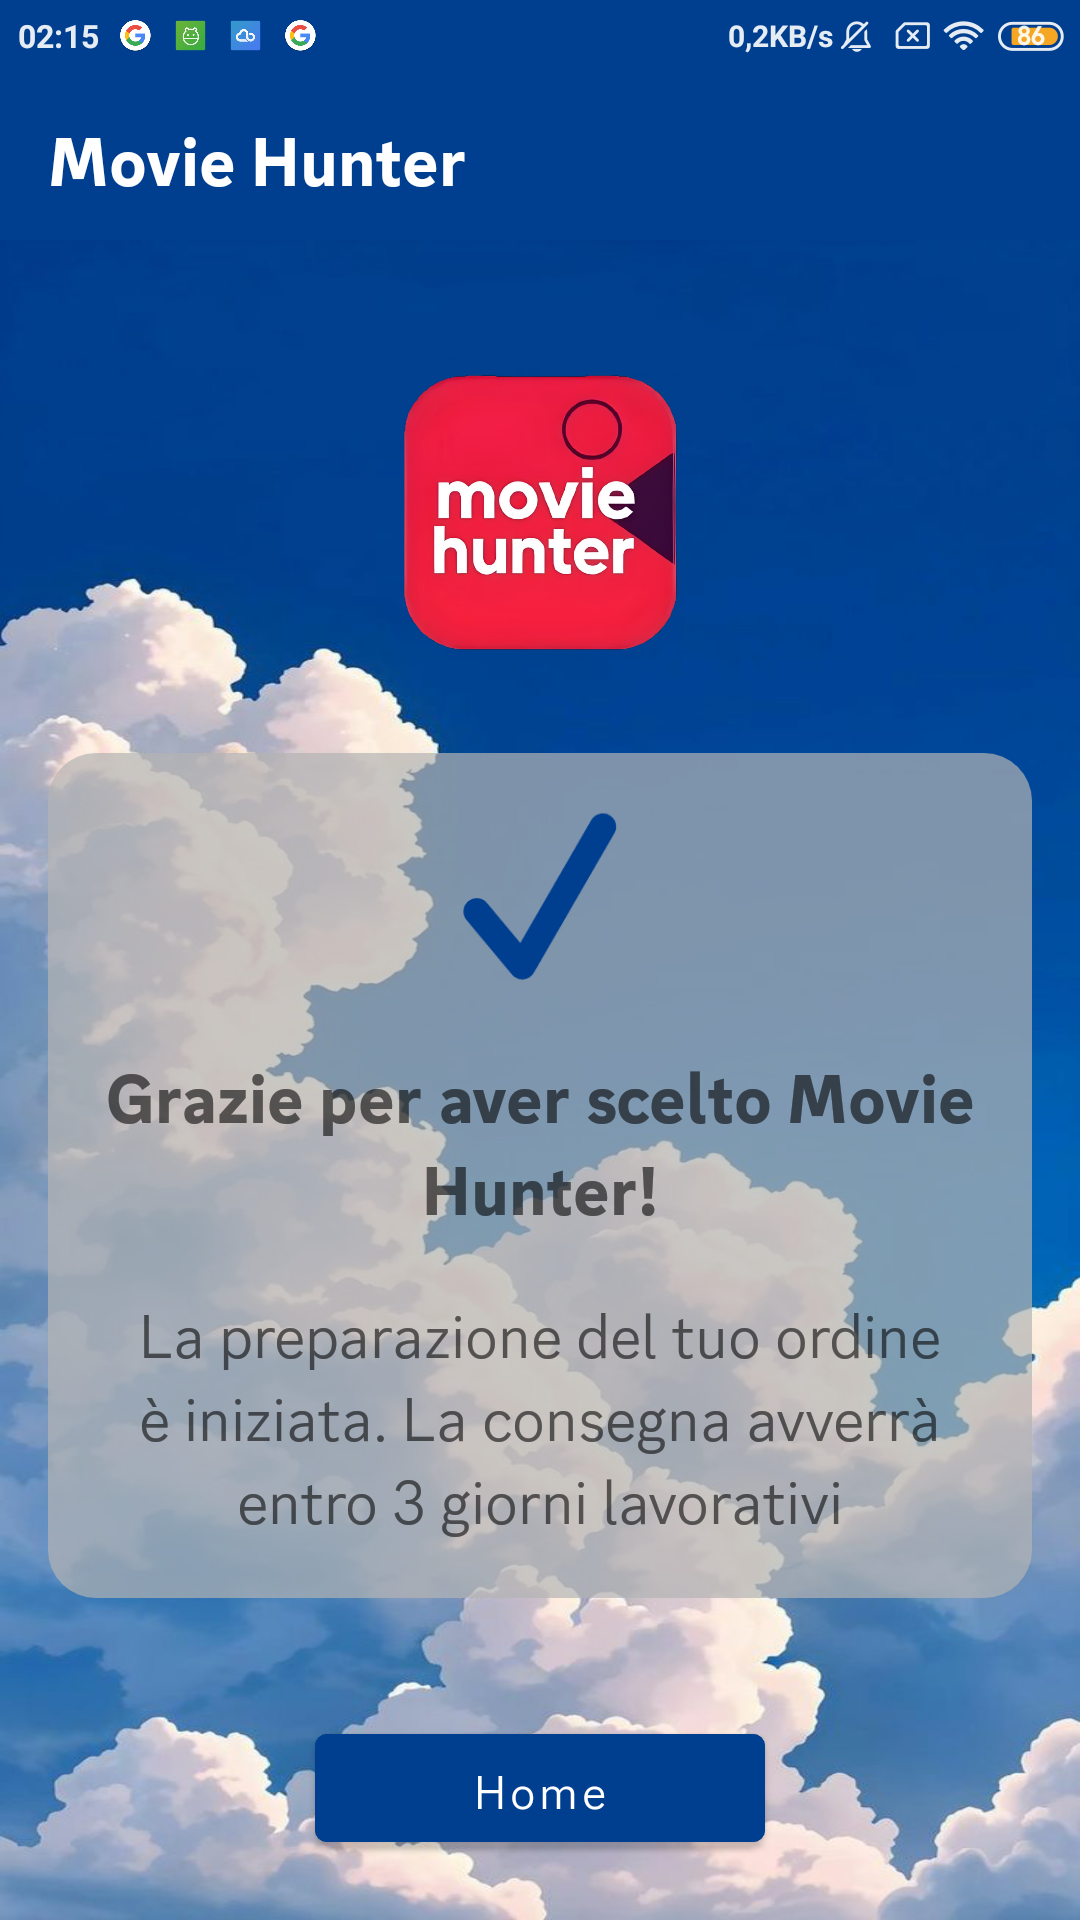 02:15 0,2KB/s 86
Movie Hunter
movie
hunter
Grazie per aver scelto Movie
Hunter!
La preparazione del tuo ordine
è iniziata. La consegna avverrà
entro 3 giorni lavorativi
Home